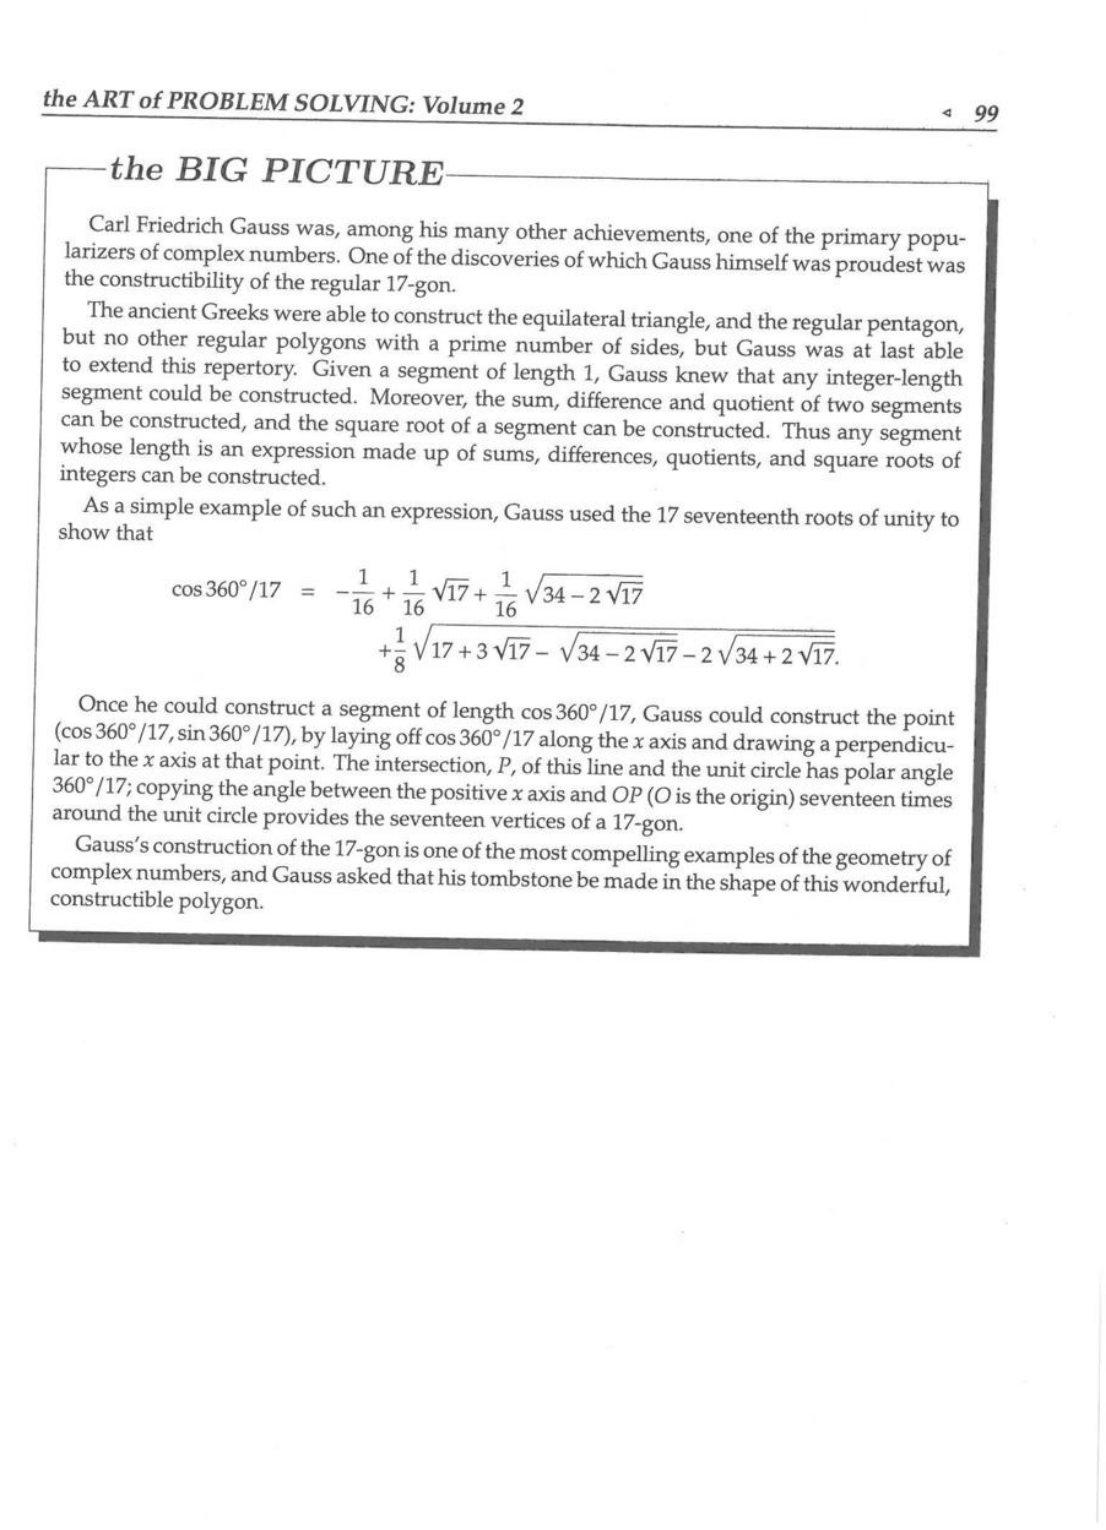 the ART of PROBLEM SOLVING: Volume 2 ◃ 99
the BIG PICTURE
Carl Friedrich Gauss was, among his many other achievements, one of the primary popu-
larizers of complex numbers. One of the discoveries of which Gauss himself was proudest was
the constructibility of the regular 17-gon.
The ancient Greeks were able to construct the equilateral triangle, and the regular pentagon,
but no other regular polygons with a prime number of sides, but Gauss was at last able
to extend this repertory. Given a segment of length 1, Gauss knew that any integer-length
segment could be constructed. Moreover, the sum, difference and quotient of two segments
can be constructed, and the square root of a segment can be constructed. Thus any segment
whose length is an expression made up of sums, differences, quotients, and square roots of
integers can be constructed.
As a simple example of such an expression, Gauss used the 17 seventeenth roots of unity to
show that
cos 360°/17 = −1/16 + 1/16 √17 + 1/16 √(34 − 2√17)
+1/8 √(17 + 3√17 − √(34 − 2√17) − 2√(34 + 2√17)).
Once he could construct a segment of length cos 360°/17, Gauss could construct the point
(cos 360°/17, sin 360°/17), by laying off cos 360°/17 along the x axis and drawing a perpendicu-
lar to the x axis at that point. The intersection, P, of this line and the unit circle has polar angle
360°/17; copying the angle between the positive x axis and OP (O is the origin) seventeen times
around the unit circle provides the seventeen vertices of a 17-gon.
Gauss's construction of the 17-gon is one of the most compelling examples of the geometry of
complex numbers, and Gauss asked that his tombstone be made in the shape of this wonderful,
constructible polygon.